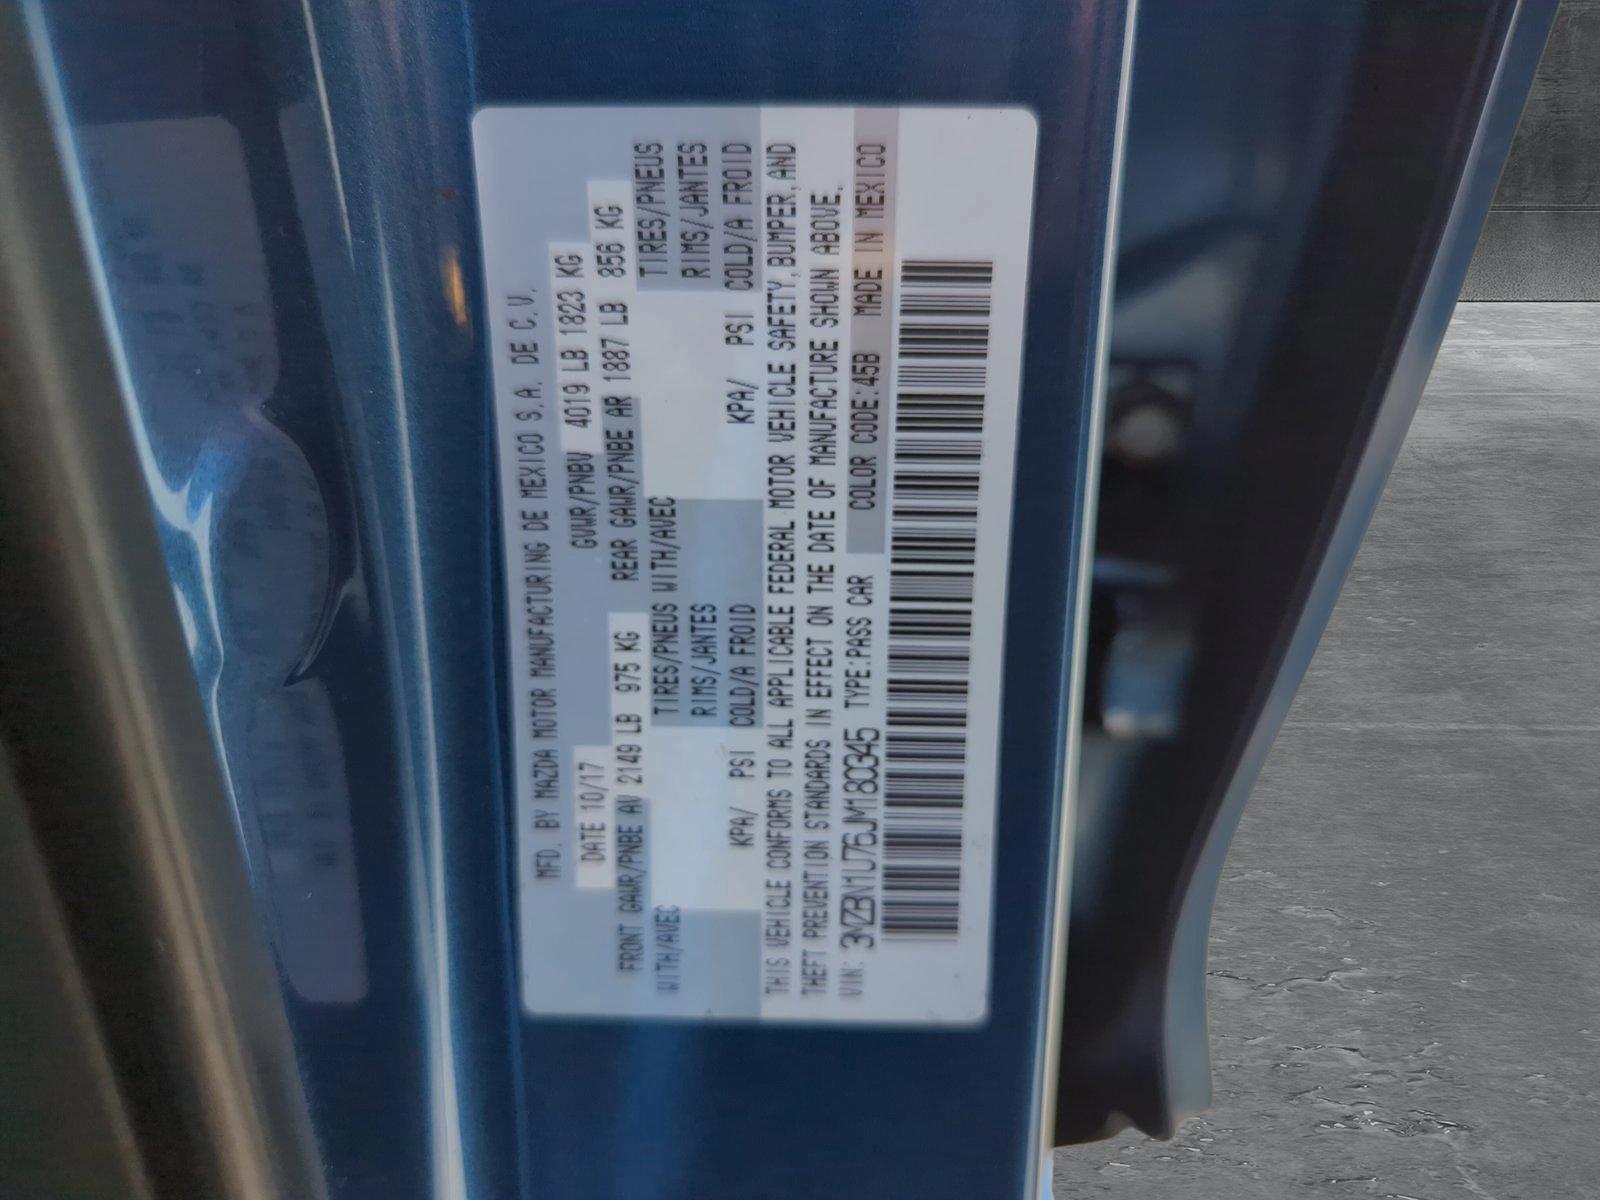 MFD. BY MAZDA MOTOR MANUFACTURING DE MEXICO S.A. DE C.V.
DATE 10/17 GVWR/PNBV 4019 LB 1823 KG
FRONT GAWR/PNBE AV 2149 LB 975 KG REAR GAWR/PNBE AR 1887 LB 856 KG
WITH/AVEC TIRES/PNEUS WITH/AVEC TIRES/PNEUS
RIMS/JANTES RIMS/JANTES
KPA/ PSI COLD/A FROID KPA/ PSI COLD/A FROID
THIS VEHICLE CONFORMS TO ALL APPLICABLE FEDERAL MOTOR VEHICLE SAFETY, BUMPER, AND
THEFT PREVENTION STANDARDS IN EFFECT ON THE DATE OF MANUFACTURE SHOWN ABOVE.
VIN: 3MZBN1U76JM180345 TYPE:PASS CAR COLOR CODE:45B MADE IN MEXICO